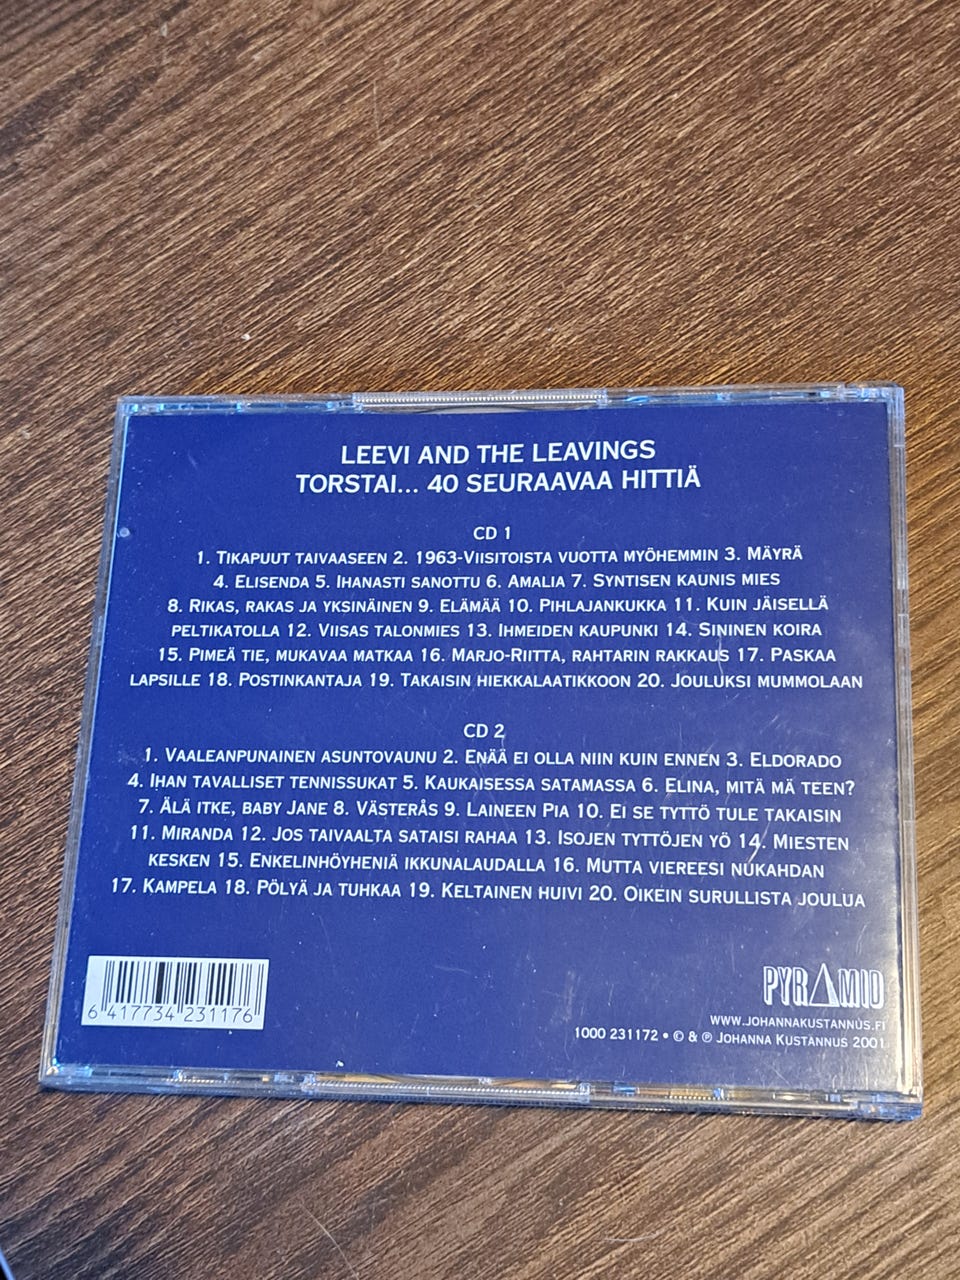 LEEVI AND THE LEAVINGS
TORSTAI... 40 SEURAAVAA HITTIÄ
CD 1
1. TIKAPUUT TAIVAASEEN 2. 1963-VIISITOISTA VUOTTA MYÖHEMMIN 3. MÄYRÄ
4. ELISENDA 5. IHANASTI SANOTTU 6. AMALIA 7. SYNTISEN KAUNIS MIES
8. RIKAS, RAKAS JA YKSINÄINEN 9. ELÄMÄÄ 10. PIHLAJANKUKKA 11. KUIN JÄISELLÄ
PELTIKATOLLA 12. VIISAS TALONMIES 13. IHMEIDEN KAUPUNKI 14. SININEN KOIRA
15. PIMEÄ TIE, MUKAVAA MATKAA 16. MARJO-RIITTA, RAHTARIN RAKKAUS 17. PASKAA
LAPSILLE 18. POSTINKANTAJA 19. TAKAISIN HIEKKALAATIKKOON 20. JOULUKSI MUMMOLAAN
CD 2
1. VAALEANPUNAINEN ASUNTOVAUNU 2. ENÄÄ EI OLLA NIIN KUIN ENNEN 3. ELDORADO
4. IHAN TAVALLISET TENNISSUKAT 5. KAUKAISESSA SATAMASSA 6. ELINA, MITÄ MÄ TEEN?
7. ÄLÄ ITKE, BABY JANE 8. VÄSTERÅS 9. LAINEEN PIA 10. EI SE TYTTÖ TULE TAKAISIN
11. MIRANDA 12. JOS TAIVAALTA SATAISI RAHAA 13. ISOJEN TYTTÖJEN YÖ 14. MIESTEN
KESKEN 15. ENKELINHÖYHENIÄ IKKUNALAUDALLA 16. MUTTA VIEREESI NUKAHDAN
17. KAMPELA 18. PÖLYÄ JA TUHKAA 19. KELTAINEN HUIVI 20. OIKEIN SURULLISTA JOULUA
6 417734 231176
PYRAMID
WWW.JOHANNAKUSTANNUS.FI
1000 231172 • © & ℗ JOHANNA KUSTANNUS 2001